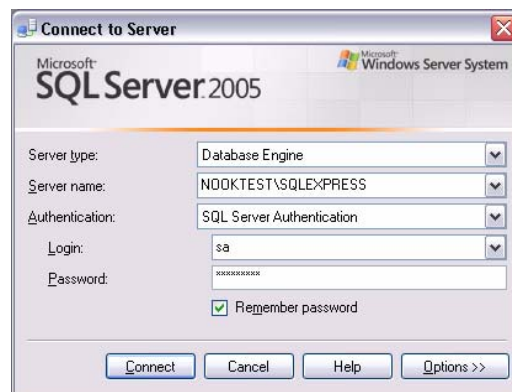 Connect to Server
Microsoft
SQL Server 2005
Microsoft
Windows Server System
Server type:
Database Engine
Server name:
NOOKTEST\SQLEXPRESS
Authentication:
SQL Server Authentication
Login:
sa
Password:
*********
Remember password
Connect
Cancel
Help
Options >>